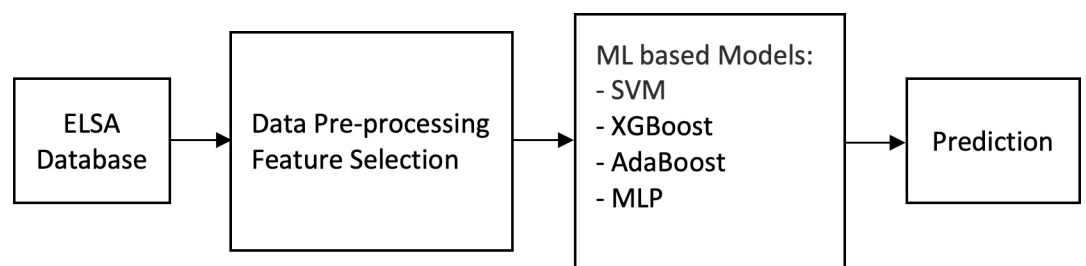 ELSA
Database
Data Pre-processing
Feature Selection
ML based Models:
- SVM
- XGBoost
- AdaBoost
- MLP
Prediction